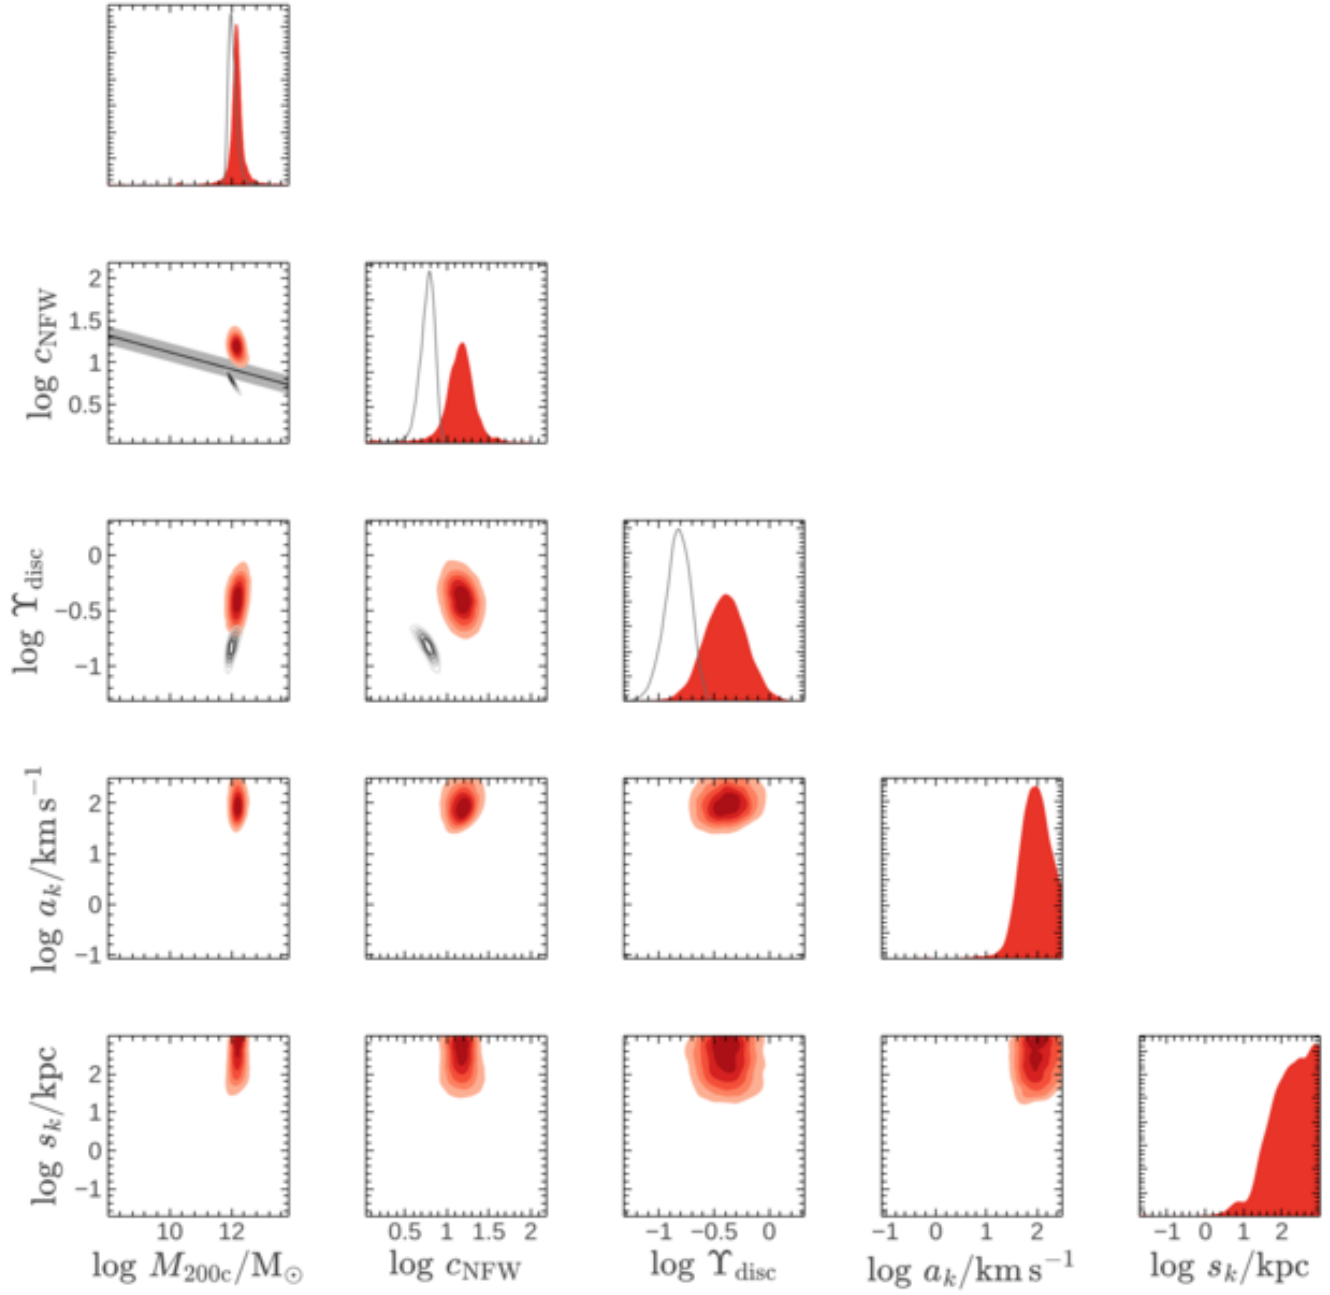 log c_NFW
2
1.5
1
0.5
log ϒ_disc
0
−0.5
−1
log a_k/km s⁻¹
2
1
0
−1
log s_k/kpc
2
1
0
−1
10 12
0.5 1 1.5 2
−1 −0.5 0
−1 0 1 2
−1 0 1 2
log M_200c/M_⊙
log c_NFW
log ϒ_disc
log a_k/km s⁻¹
log s_k/kpc